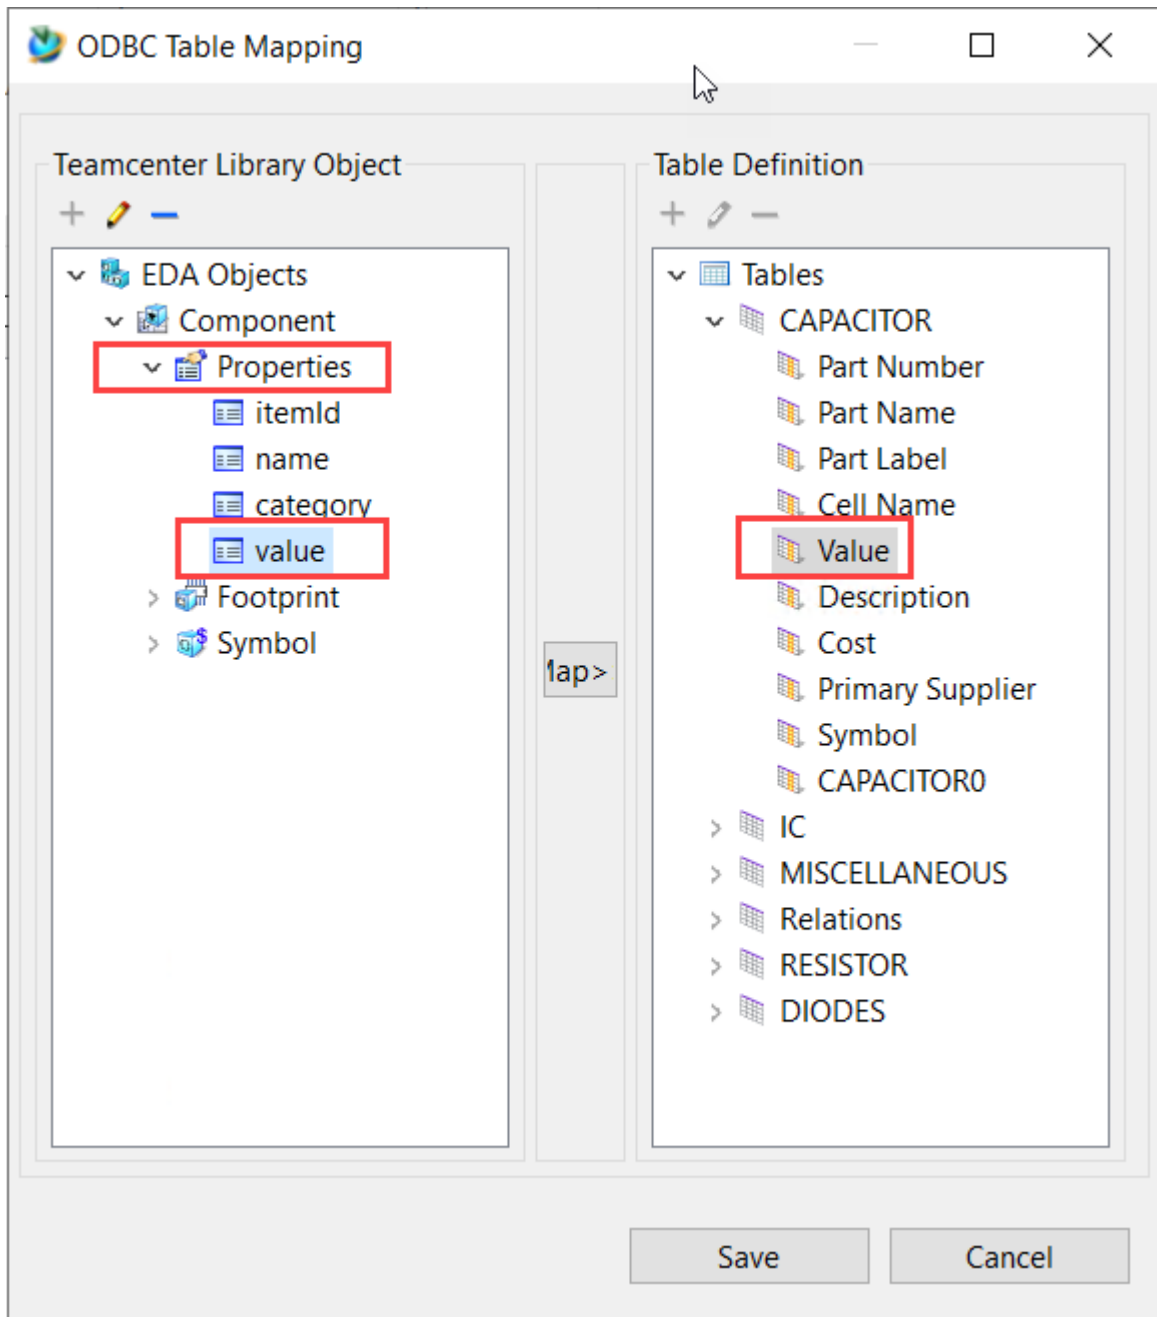 ODBC Table Mapping
Teamcenter Library Object
EDA Objects
Component
Properties
itemId
name
category
value
Footprint
Symbol
Map>
Table Definition
Tables
CAPACITOR
Part Number
Part Name
Part Label
Cell Name
Value
Description
Cost
Primary Supplier
Symbol
CAPACITOR0
IC
MISCELLANEOUS
Relations
RESISTOR
DIODES
Save
Cancel